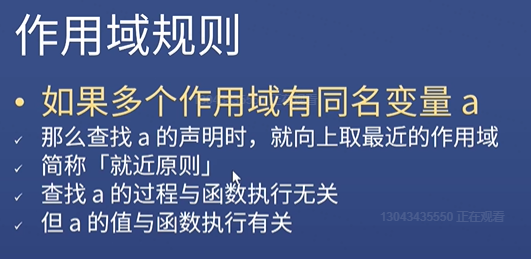 作用域规则
• 如果多个作用域有同名变量 a
✓ 那么查找 a 的声明时，就向上取最近的作用域
✓ 简称「就近原则」
✓ 查找 a 的过程与函数执行无关
✓ 但 a 的值与函数执行有关
13043435550 正在观看